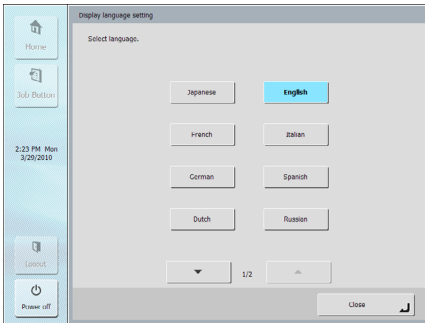 Display language setting
Select language.
Home
Job Button
2:23 PM Mon
3/29/2010
Logout
Power off
Japanese
English
French
Italian
German
Spanish
Dutch
Russian
1/2
Close